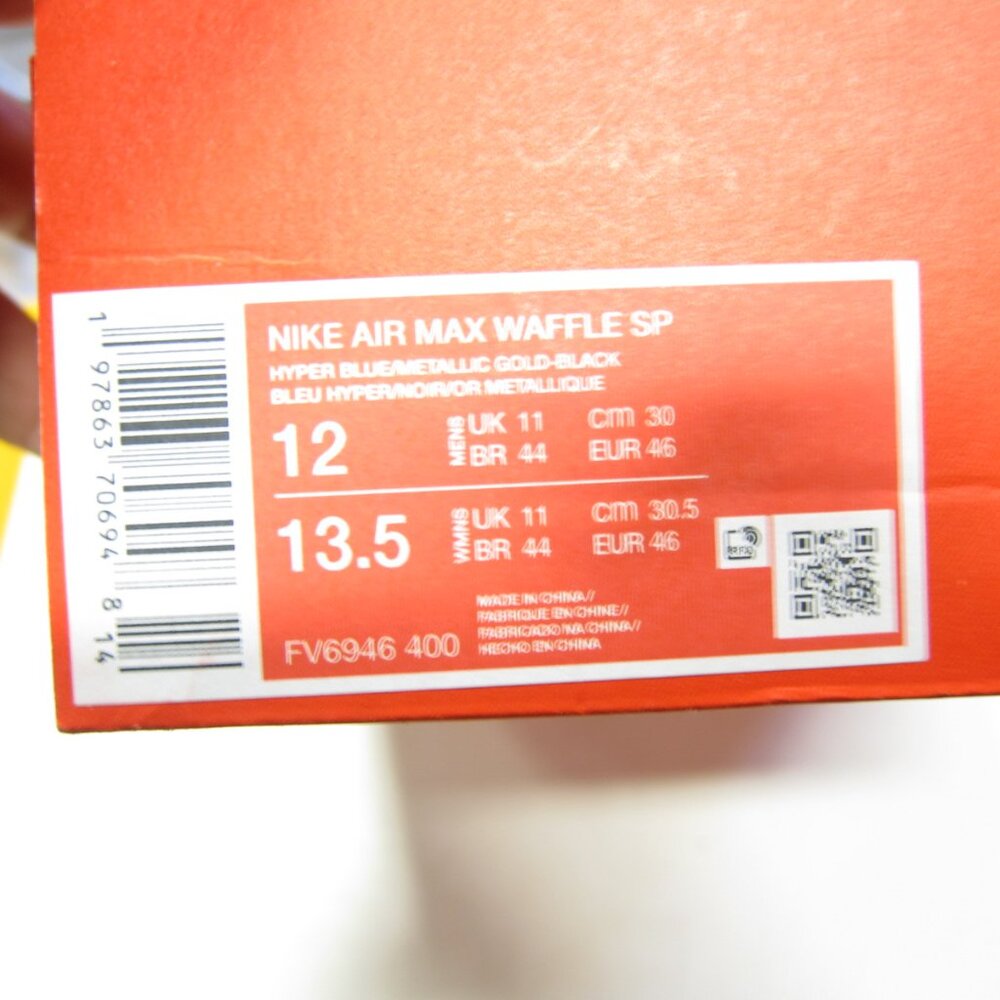 1 97863 70694 8 14
NIKE AIR MAX WAFFLE SP
HYPER BLUE/METALLIC GOLD-BLACK
BLEU HYPER/NOIR/OR METALLIQUE
12 MENS UK 11 CM 30
BR 44 EUR 46
13.5 WMNS UK 11 CM 30.5
BR 44 EUR 46
MADE IN CHINA//
FABRIQUE EN CHINE//
FABRICADO NA CHINA//
HECHO EN CHINA
FV6946 400